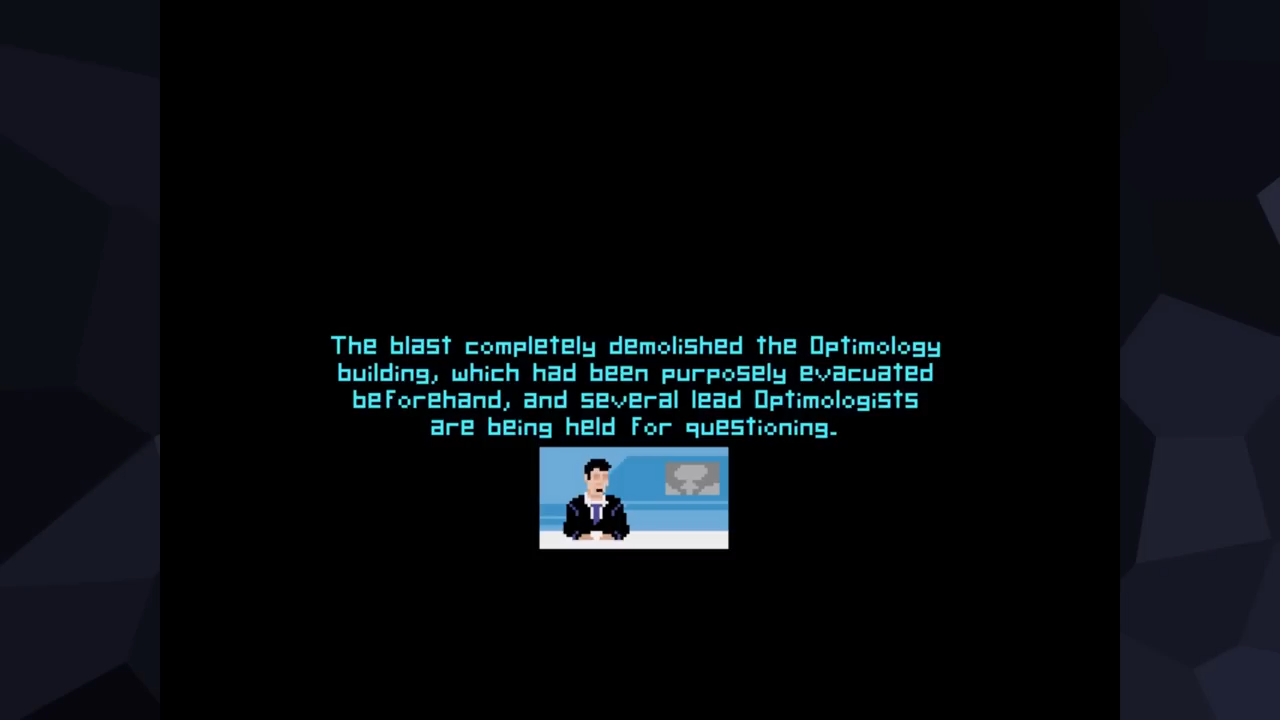 The blast completely demolished the Optimology
building, which had been purposely evacuated
beforehand, and several lead Optimologists
are being held for questioning.